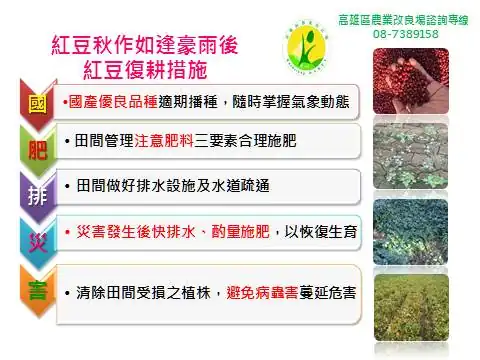 紅豆秋作如逢豪雨後
紅豆復耕措施
高雄區農業改良場諮詢專線
08-7389158
國
•國產優良品種適期播種，隨時掌握氣象動態
肥
•田間管理注意肥料三要素合理施肥
排
•田間做好排水設施及水道疏通
災
•災害發生後快排水、酌量施肥，以恢復生育
害
•清除田間受損之植株，避免病蟲害蔓延危害